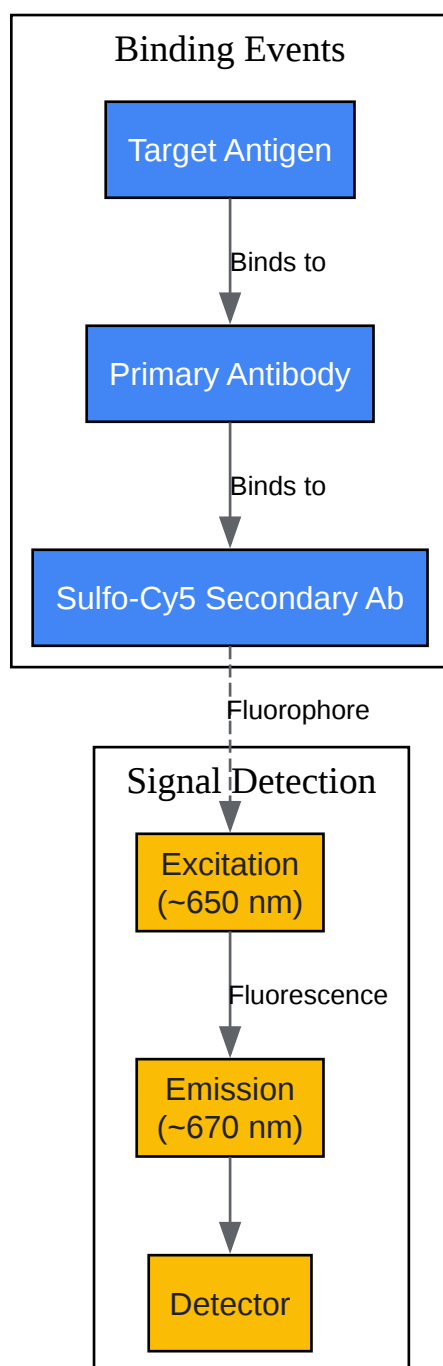 Binding Events
Target Antigen
Binds to
Primary Antibody
Binds to
Sulfo-Cy5 Secondary Ab
Fluorophore
Signal Detection
Excitation
(~650 nm)
Fluorescence
Emission
(~670 nm)
Detector